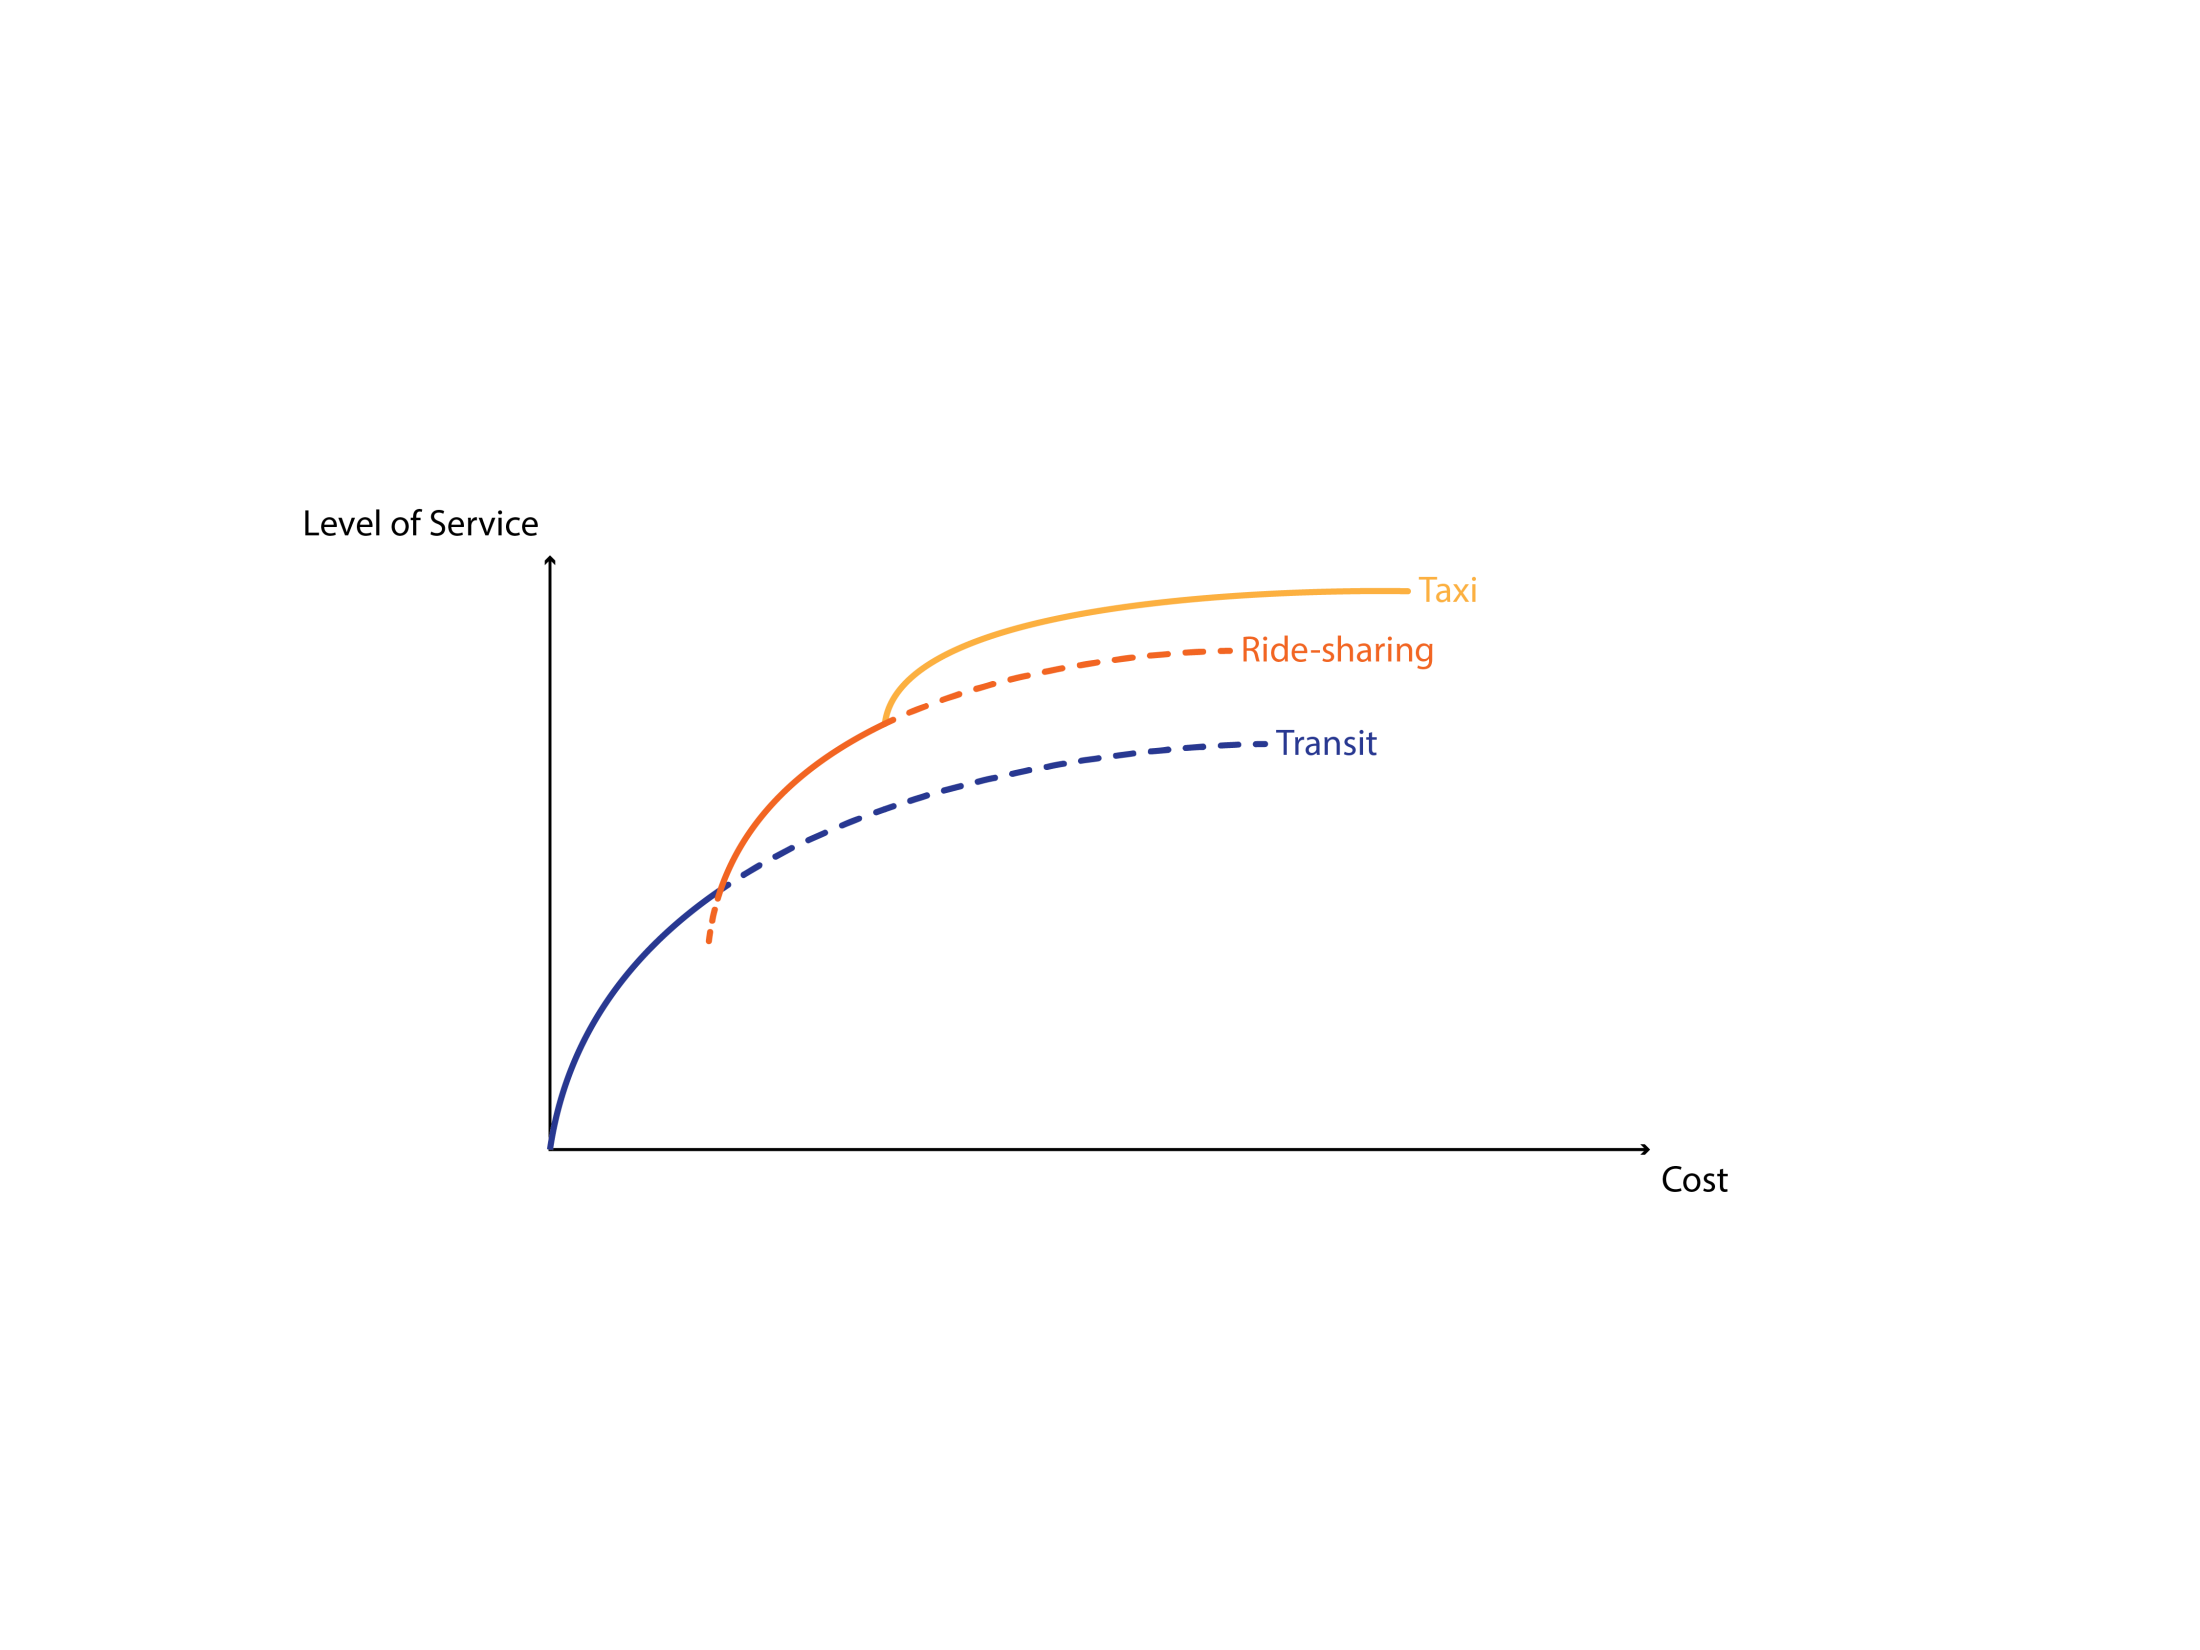 Level of Service
Taxi
Ride-sharing
Transit
Cost